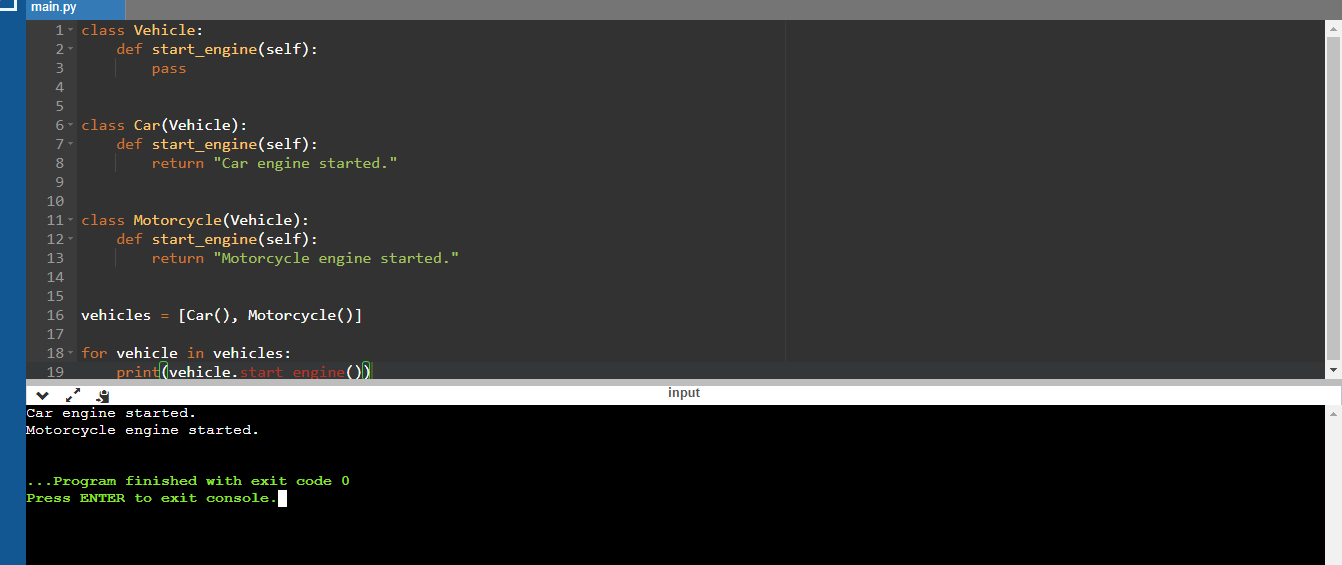 main.py
1 class Vehicle:
2     def start_engine(self):
3         pass
4
5
6 class Car(Vehicle):
7     def start_engine(self):
8         return "Car engine started."
9
10
11 class Motorcycle(Vehicle):
12     def start_engine(self):
13         return "Motorcycle engine started."
14
15
16 vehicles = [Car(), Motorcycle()]
17
18 for vehicle in vehicles:
19     print(vehicle.start_engine())
input
Car engine started.
Motorcycle engine started.
...Program finished with exit code 0
Press ENTER to exit console.